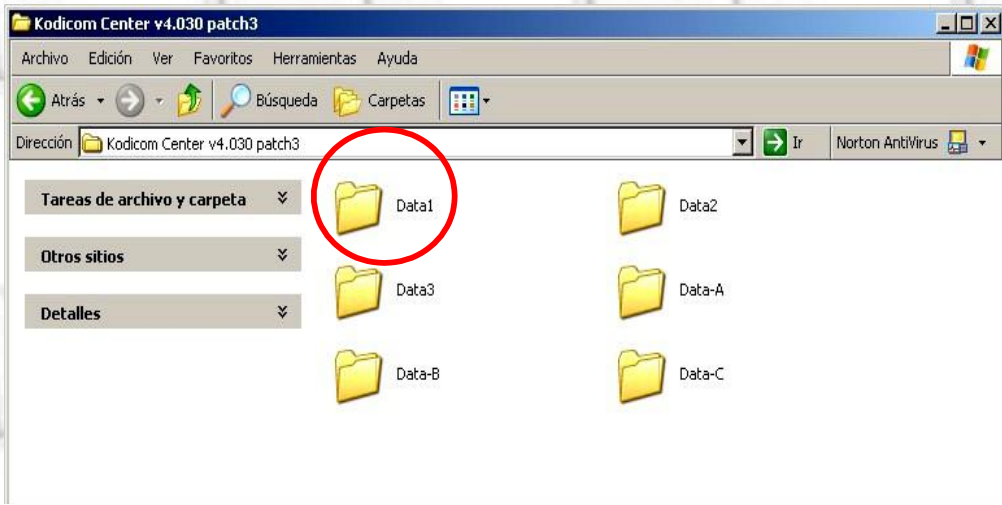 Kodicom Center v4.030 patch3
Archivo Edición Ver Favoritos Herramientas Ayuda
Atrás Búsqueda Carpetas
Dirección Kodicom Center v4.030 patch3 Ir Norton AntiVirus
Tareas de archivo y carpeta
Otros sitios
Detalles
Data1 Data2
Data3 Data-A
Data-B Data-C